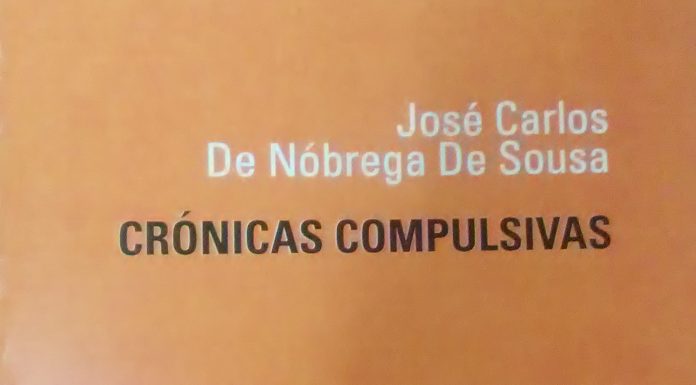 José Carlos
De Nóbrega De Sousa
CRÓNICAS COMPULSIVAS